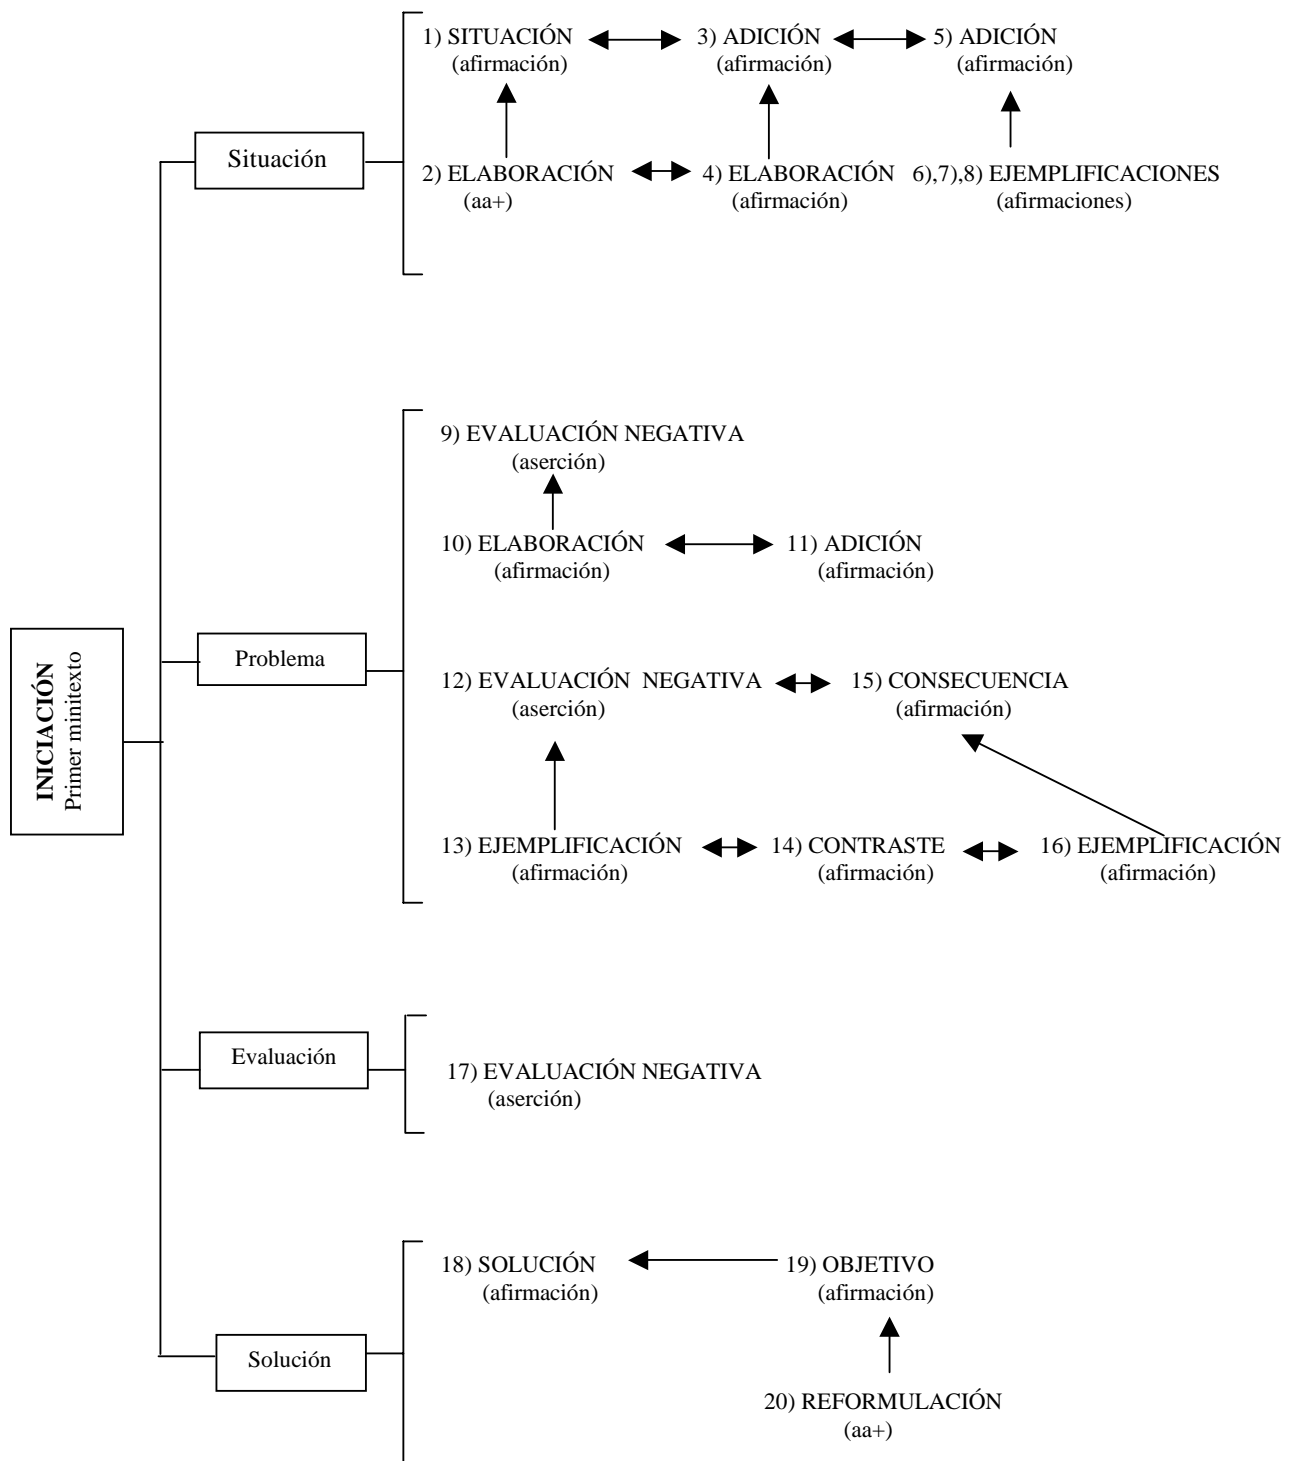 1) SITUACIÓN
(afirmación)
3) ADICIÓN
(afirmación)
5) ADICIÓN
(afirmación)
Situación
2) ELABORACIÓN
(aa+)
4) ELABORACIÓN
(afirmación)
6),7),8) EJEMPLIFICACIONES
(afirmaciones)
9) EVALUACIÓN NEGATIVA
(aserción)
10) ELABORACIÓN
(afirmación)
11) ADICIÓN
(afirmación)
INICIACIÓN
Primer minitexto
Problema
12) EVALUACIÓN NEGATIVA
(aserción)
15) CONSECUENCIA
(afirmación)
13) EJEMPLIFICACIÓN
(afirmación)
14) CONTRASTE
(afirmación)
16) EJEMPLIFICACIÓN
(afirmación)
Evaluación
17) EVALUACIÓN NEGATIVA
(aserción)
18) SOLUCIÓN
(afirmación)
19) OBJETIVO
(afirmación)
Solución
20) REFORMULACIÓN
(aa+)